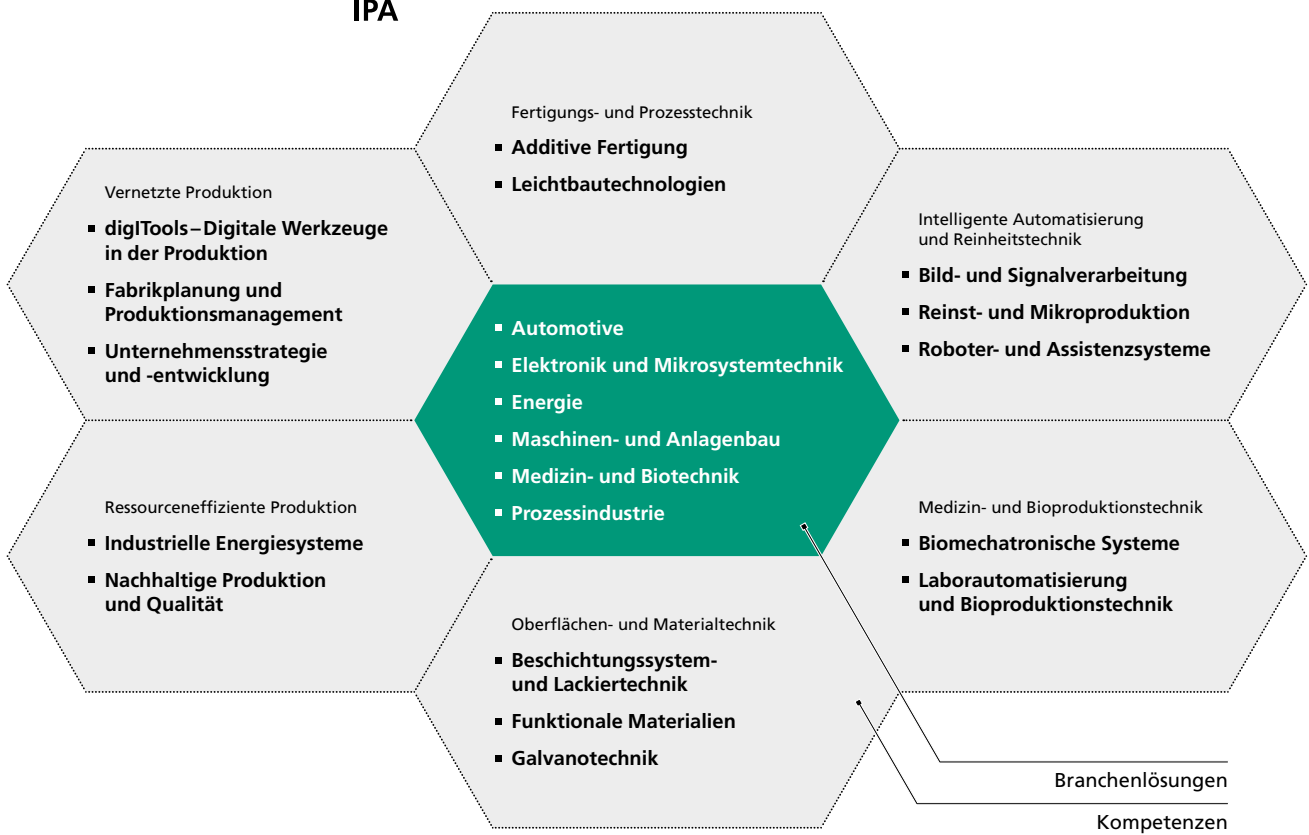 IPA
Fertigungs- und Prozesstechnik
Additive Fertigung
Leichtbautechnologien
Vernetzte Produktion
digITools – Digitale Werkzeuge
in der Produktion
Fabrikplanung und
Produktionsmanagement
Unternehmensstrategie
und -entwicklung
Intelligente Automatisierung
und Reinheitstechnik
Bild- und Signalverarbeitung
Reinst- und Mikroproduktion
Roboter- und Assistenzsysteme
Automotive
Elektronik und Mikrosystemtechnik
Energie
Maschinen- und Anlagenbau
Medizin- und Biotechnik
Prozessindustrie
Ressourceneffiziente Produktion
Industrielle Energiesysteme
Nachhaltige Produktion
und Qualität
Medizin- und Bioproduktionstechnik
Biomechatronische Systeme
Laborautomatisierung
und Bioproduktionstechnik
Oberflächen- und Materialtechnik
Beschichtungssystem-
und Lackiertechnik
Funktionale Materialien
Galvanotechnik
Branchenlösungen
Kompetenzen